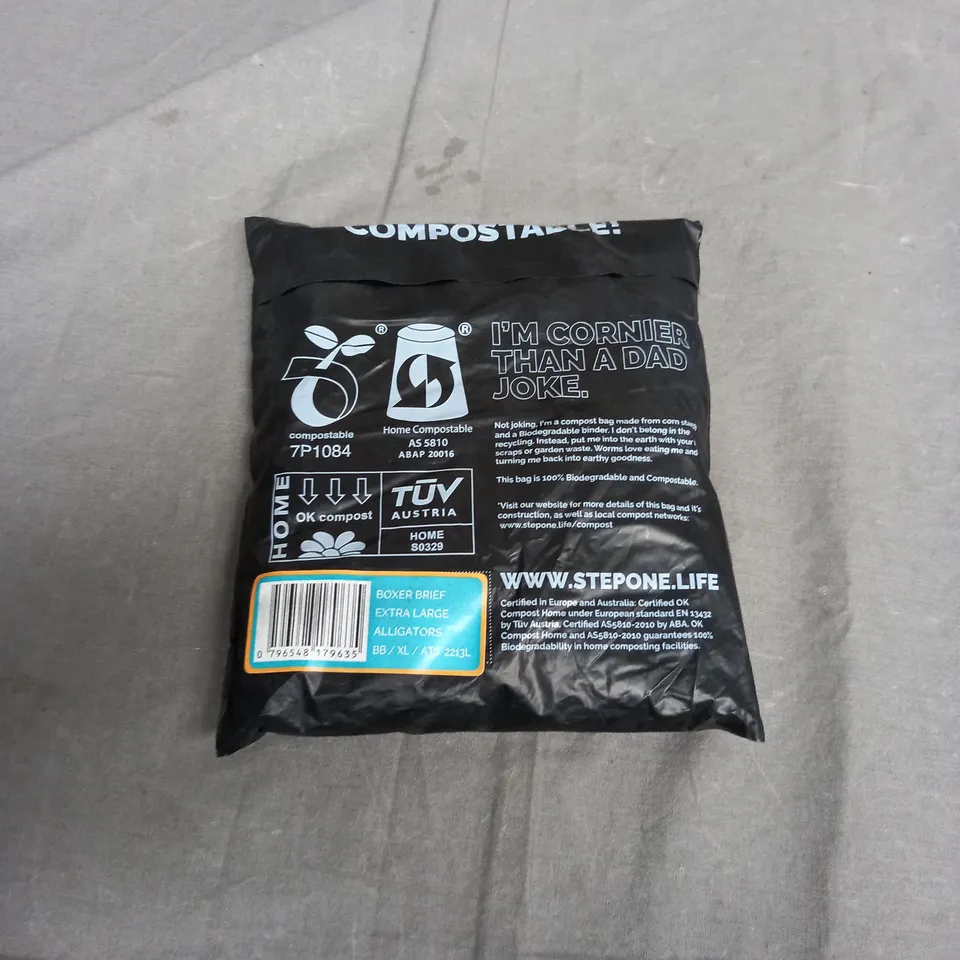 COMPOSTABLE!
®
®
compostable
7P1084
Home Compostable
AS 5810
ABAP 20016
HOME
OK compost
TÜV
AUSTRIA
HOME
S0329
I'M CORNIER
THAN A DAD
JOKE.
Not joking, I'm a compost bag made from corn
and a Biodegradable binder. I don't belong in the
recycling. Instead, put me into the earth with your
scraps or garden waste. Worms love eating me and
turning me back into earthy goodness.
This bag is 100% Biodegradable and Compostable.
*Visit our website for more details of this bag and it's
construction, as well as local compost networks:
www.stepone.life/compost
WWW.STEPONE.LIFE
Certified in Europe and Australia: Certified OK
Compost Home under European standard EN 13432
by Tüv Austria. Certified AS5810-2010 by ABA. OK
Compost Home and AS5810-2010 guarantees 100%
Biodegradability in home composting facilities.
BOXER BRIEF
EXTRA LARGE
ALLIGATORS
BB / XL / ATS 2213L
0 796548 179635